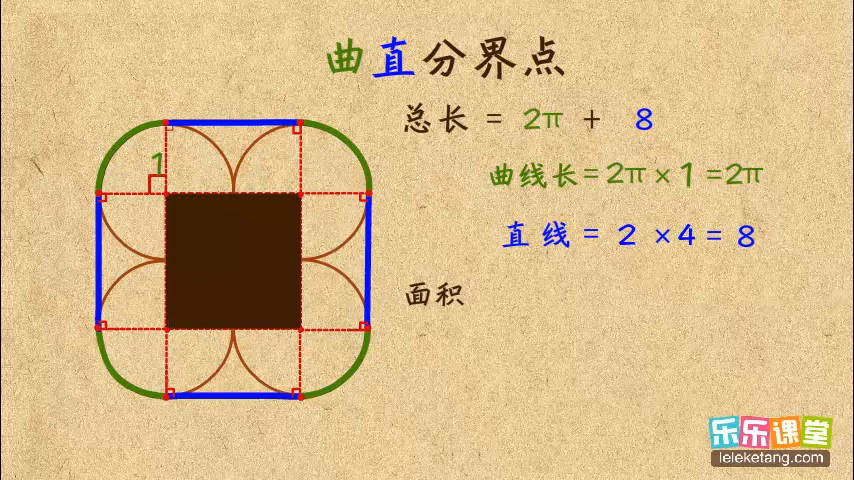 曲直分界点
总长 = 2π + 8
1
曲线长=2π×1=2π
直线 = 2 ×4= 8
面积
乐乐课堂
leleketang.com